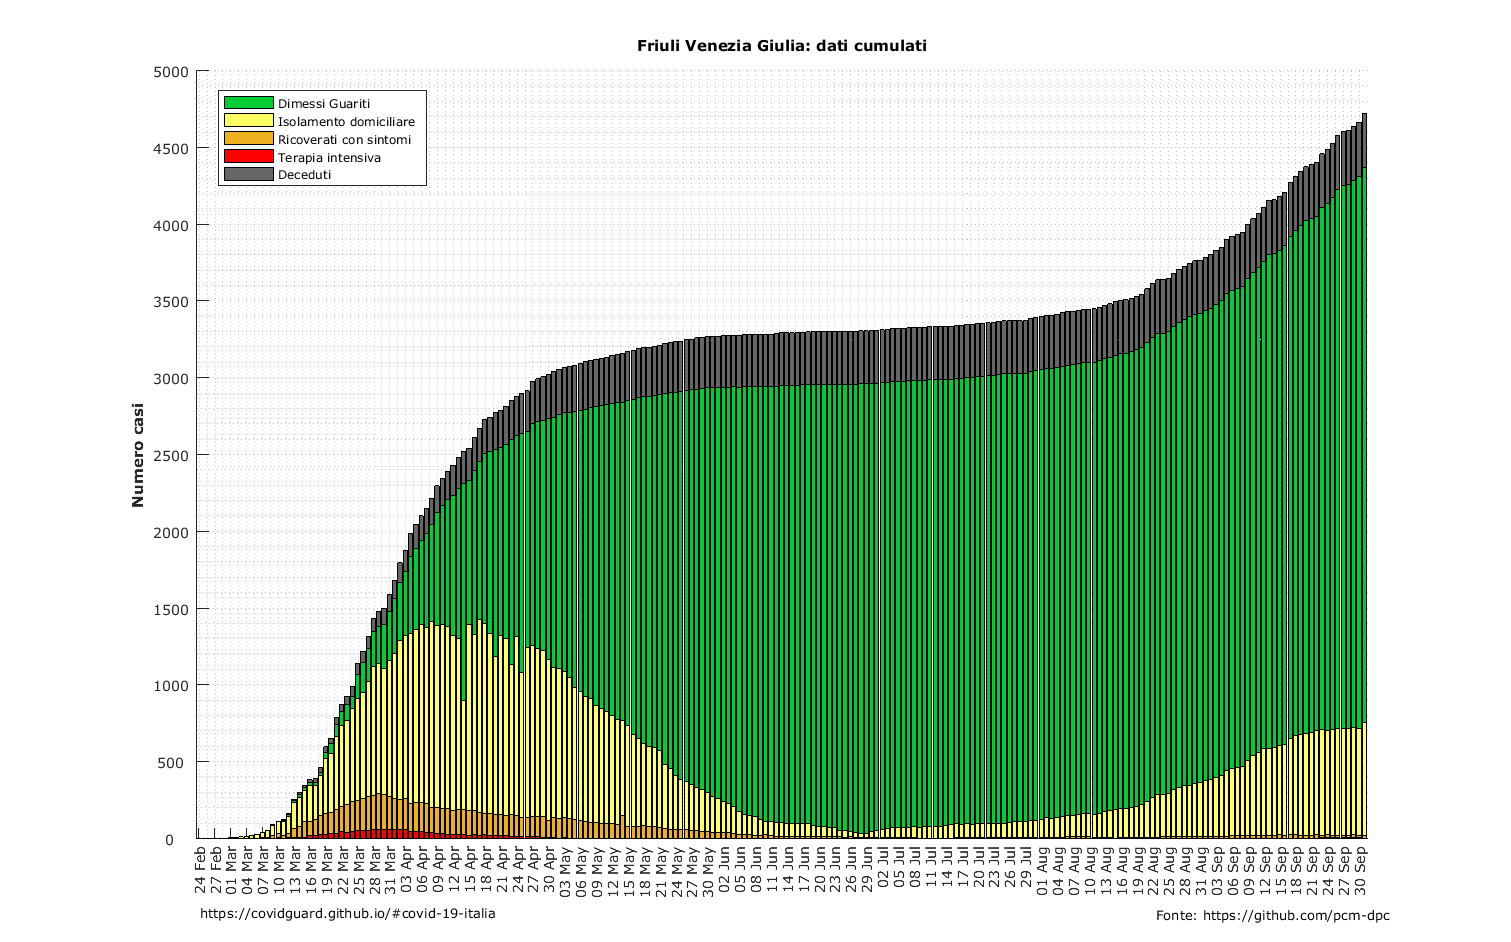 Friuli Venezia Giulia: dati cumulati
5000
4500
4000
3500
3000
2500
2000
1500
1000
500
0
Numero casi
Dimessi Guariti
Isolamento domiciliare
Ricoverati con sintomi
Terapia intensiva
Deceduti
24 Feb
27 Feb
01 Mar
04 Mar
07 Mar
10 Mar
13 Mar
16 Mar
19 Mar
22 Mar
25 Mar
28 Mar
31 Mar
03 Apr
06 Apr
09 Apr
12 Apr
15 Apr
18 Apr
21 Apr
24 Apr
27 Apr
30 Apr
03 May
06 May
09 May
12 May
15 May
18 May
21 May
24 May
27 May
30 May
02 Jun
05 Jun
08 Jun
11 Jun
14 Jun
17 Jun
20 Jun
23 Jun
26 Jun
29 Jun
02 Jul
05 Jul
08 Jul
11 Jul
14 Jul
17 Jul
20 Jul
23 Jul
26 Jul
29 Jul
01 Aug
04 Aug
07 Aug
10 Aug
13 Aug
16 Aug
19 Aug
22 Aug
25 Aug
28 Aug
31 Aug
03 Sep
06 Sep
09 Sep
12 Sep
15 Sep
18 Sep
21 Sep
24 Sep
27 Sep
30 Sep
https://covidguard.github.io/#covid-19-italia
Fonte: https://github.com/pcm-dpc